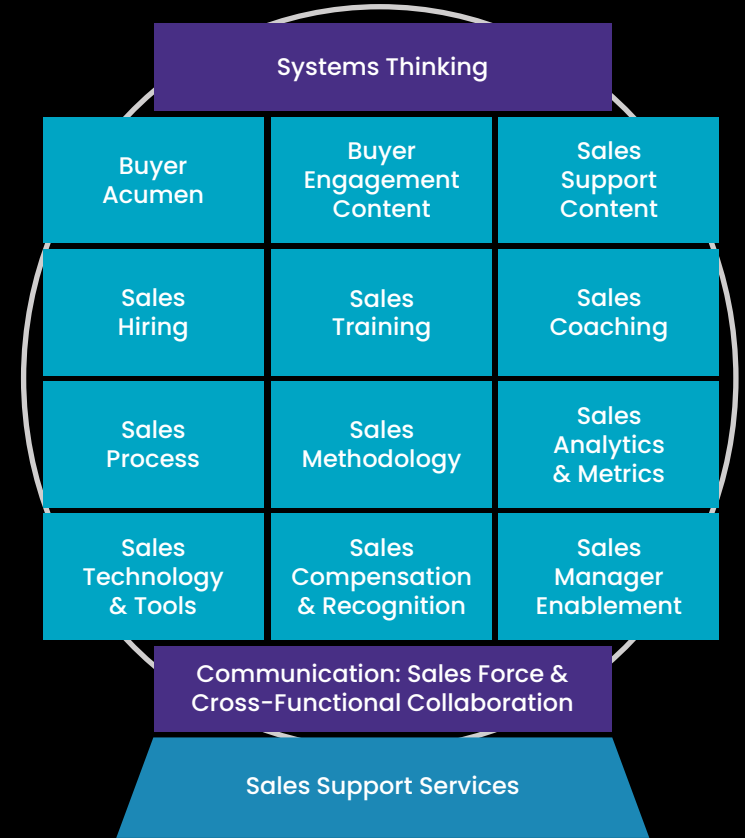 Systems Thinking
Buyer
Acumen
Buyer
Engagement
Content
Sales
Support
Content
Sales
Hiring
Sales
Training
Sales
Coaching
Sales
Process
Sales
Methodology
Sales
Analytics
& Metrics
Sales
Technology
& Tools
Sales
Compensation
& Recognition
Sales
Manager
Enablement
Communication: Sales Force &
Cross-Functional Collaboration
Sales Support Services